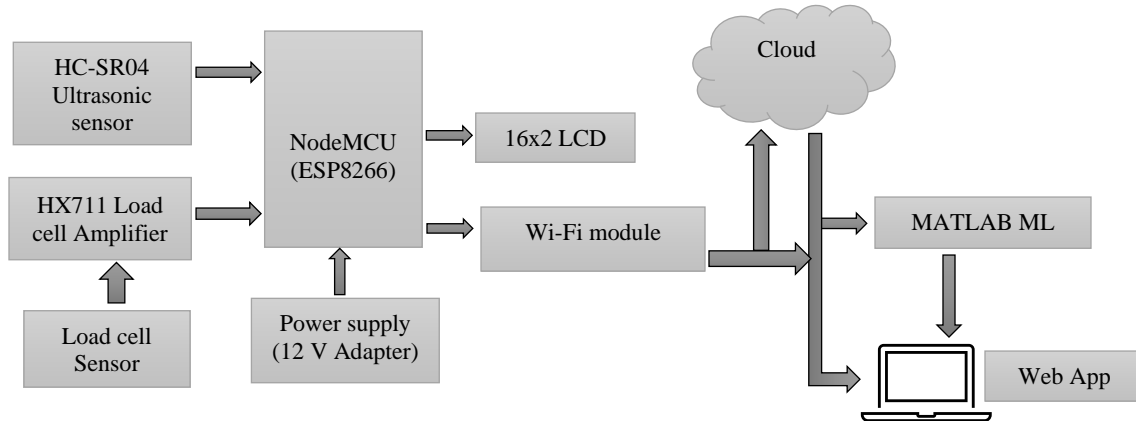 HC-SR04
Ultrasonic
sensor
HX711 Load
cell Amplifier
Load cell
Sensor
NodeMCU
(ESP8266)
Power supply
(12 V Adapter)
16x2 LCD
Wi-Fi module
Cloud
MATLAB ML
Web App